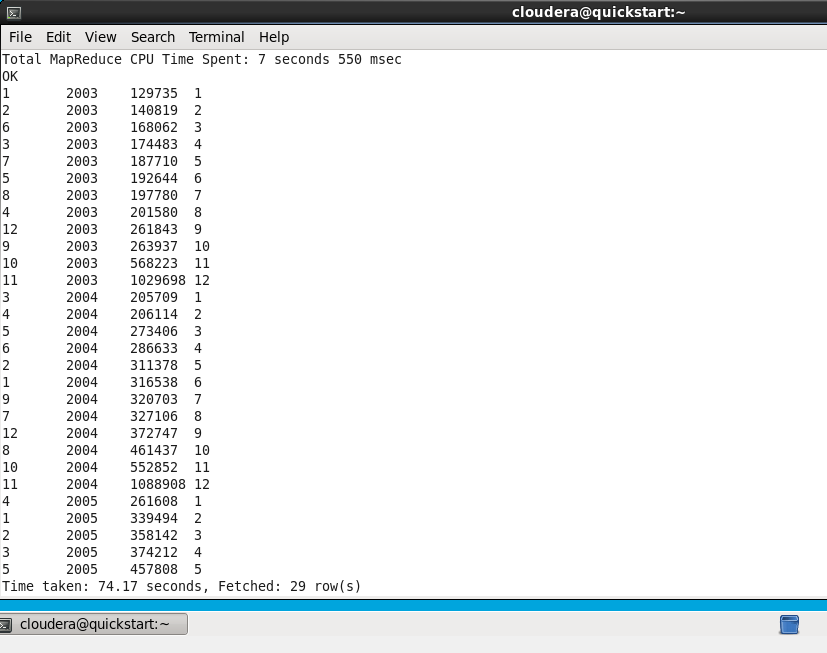 cloudera@quickstart:~
File Edit View Search Terminal Help
Total MapReduce CPU Time Spent: 7 seconds 550 msec
OK
1 2003 129735 1
2 2003 140819 2
6 2003 168062 3
3 2003 174483 4
7 2003 187710 5
5 2003 192644 6
8 2003 197780 7
4 2003 201580 8
12 2003 261843 9
9 2003 263937 10
10 2003 568223 11
11 2003 1029698 12
3 2004 205709 1
4 2004 206114 2
5 2004 273406 3
6 2004 286633 4
2 2004 311378 5
1 2004 316538 6
9 2004 320703 7
7 2004 327106 8
12 2004 372747 9
8 2004 461437 10
10 2004 552852 11
11 2004 1088908 12
4 2005 261608 1
1 2005 339494 2
2 2005 358142 3
3 2005 374212 4
5 2005 457808 5
Time taken: 74.17 seconds, Fetched: 29 row(s)
cloudera@quickstart:~